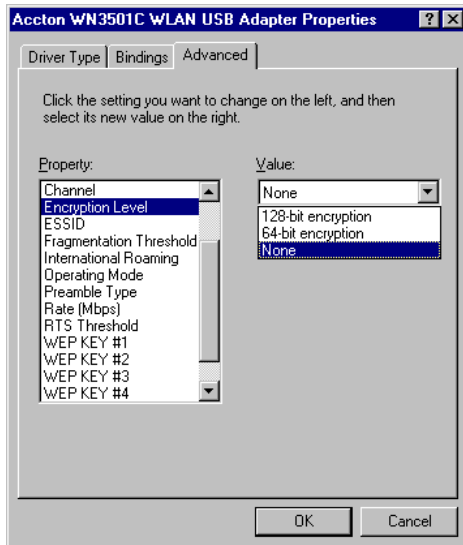 Accton WN3501C WLAN USB Adapter Properties
Driver Type Bindings Advanced
Click the setting you want to change on the left, and then
select its new value on the right.
Property:
Channel
Encryption Level
ESSID
Fragmentation Threshold
International Roaming
Operating Mode
Preamble Type
Rate (Mbps)
RTS Threshold
WEP KEY #1
WEP KEY #2
WEP KEY #3
WEP KEY #4
Value:
None
128-bit encryption
64-bit encryption
None
OK Cancel